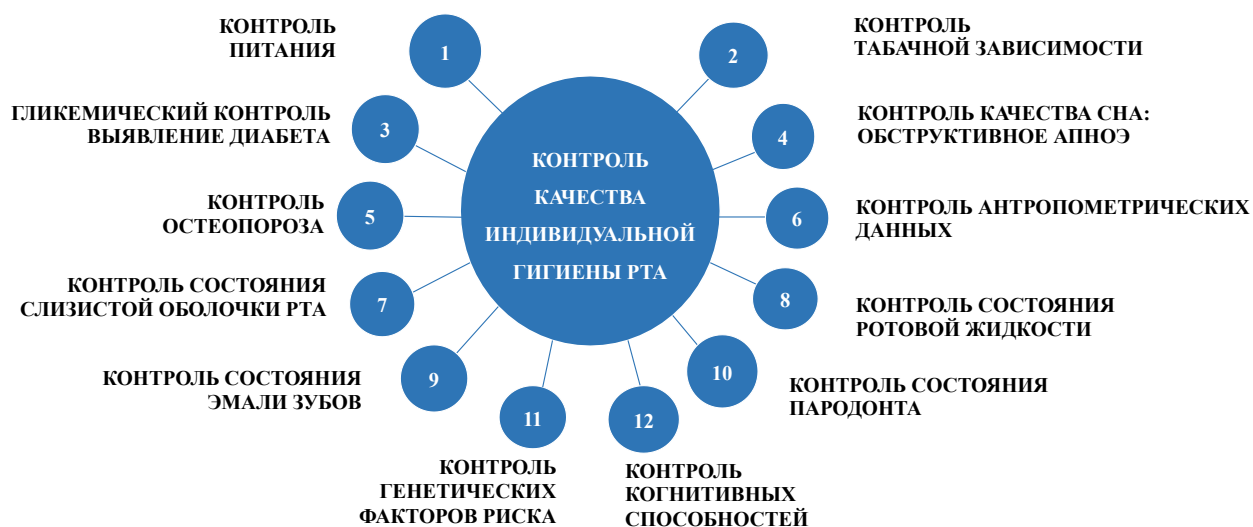 КОНТРОЛЬ
ПИТАНИЯ
1
2
КОНТРОЛЬ
ТАБАЧНОЙ ЗАВИСИМОСТИ
ГЛИКЕМИЧЕСКИЙ КОНТРОЛЬ
ВЫЯВЛЕНИЕ ДИАБЕТА
3
4
КОНТРОЛЬ КАЧЕСТВА СНА:
ОБСТРУКТИВНОЕ АПНОЭ
КОНТРОЛЬ
КАЧЕСТВА
ИНДИВИДУАЛЬНОЙ
ГИГИЕНЫ РТА
КОНТРОЛЬ
ОСТЕОПОРОЗА
5
6
КОНТРОЛЬ АНТРОПОМЕТРИЧЕСКИХ
ДАННЫХ
КОНТРОЛЬ СОСТОЯНИЯ
СЛИЗИСТОЙ ОБОЛОЧКИ РТА
7
8
КОНТРОЛЬ СОСТОЯНИЯ
РОТОВОЙ ЖИДКОСТИ
КОНТРОЛЬ СОСТОЯНИЯ
ЭМАЛИ ЗУБОВ
9
10
КОНТРОЛЬ СОСТОЯНИЯ
ПАРОДОНТА
11
КОНТРОЛЬ
ГЕНЕТИЧЕСКИХ
ФАКТОРОВ РИСКА
12
КОНТРОЛЬ
КОГНИТИВНЫХ
СПОСОБНОСТЕЙ